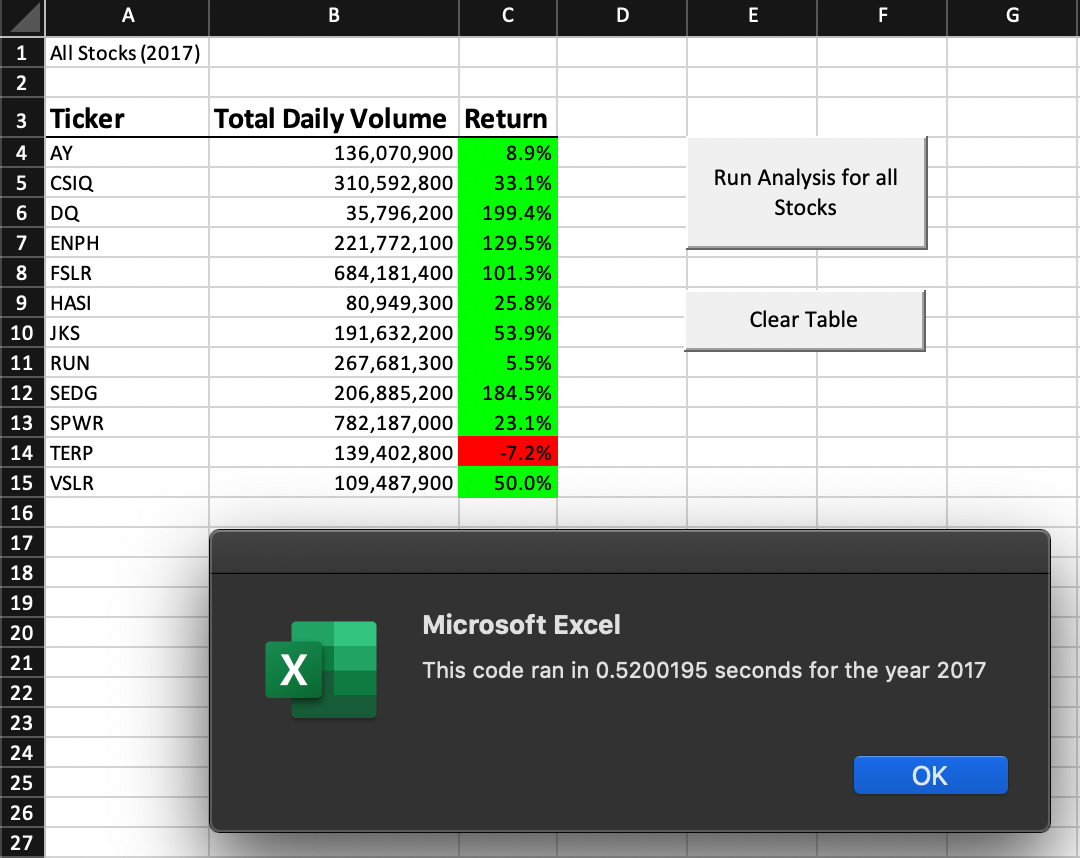 A B C D E F G
1 All Stocks (2017)
2
3 Ticker Total Daily Volume Return
4 AY 136,070,900 8.9%
5 CSIQ 310,592,800 33.1%
6 DQ 35,796,200 199.4%
7 ENPH 221,772,100 129.5%
8 FSLR 684,181,400 101.3%
9 HASI 80,949,300 25.8%
10 JKS 191,632,200 53.9%
11 RUN 267,681,300 5.5%
12 SEDG 206,885,200 184.5%
13 SPWR 782,187,000 23.1%
14 TERP 139,402,800 -7.2%
15 VSLR 109,487,900 50.0%
Run Analysis for all
Stocks
Clear Table
16
17
18
19
20
21
22
23
24
25
26
27
X
Microsoft Excel
This code ran in 0.5200195 seconds for the year 2017
OK